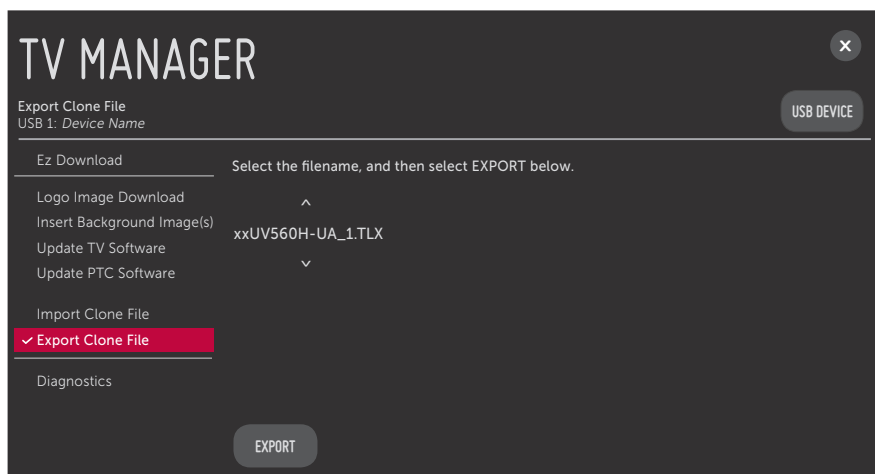 TV MANAGER
X
Export Clone File
USB 1: Device Name
USB DEVICE
Ez Download
Logo Image Download
Insert Background Image(s)
Update TV Software
Update PTC Software
Import Clone File
Export Clone File
Diagnostics
Select the filename, and then select EXPORT below.
xxUV560H-UA_1.TLX
EXPORT